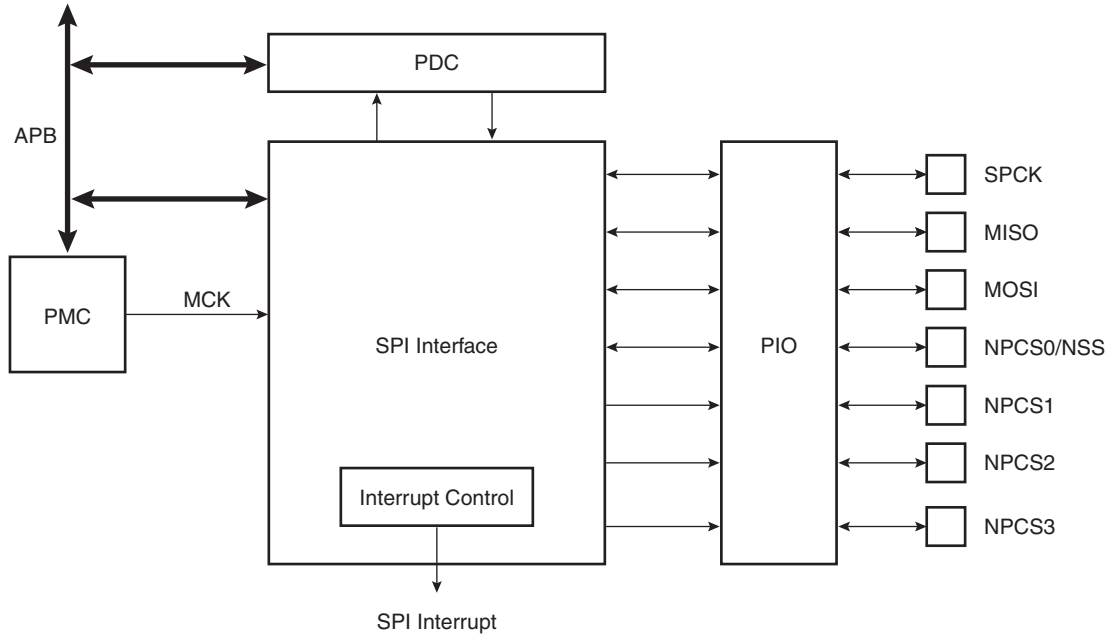 PDC
APB
SPCK
MISO
MOSI
MCK
PMC
SPI Interface
PIO
NPCS0/NSS
NPCS1
NPCS2
Interrupt Control
NPCS3
SPI Interrupt